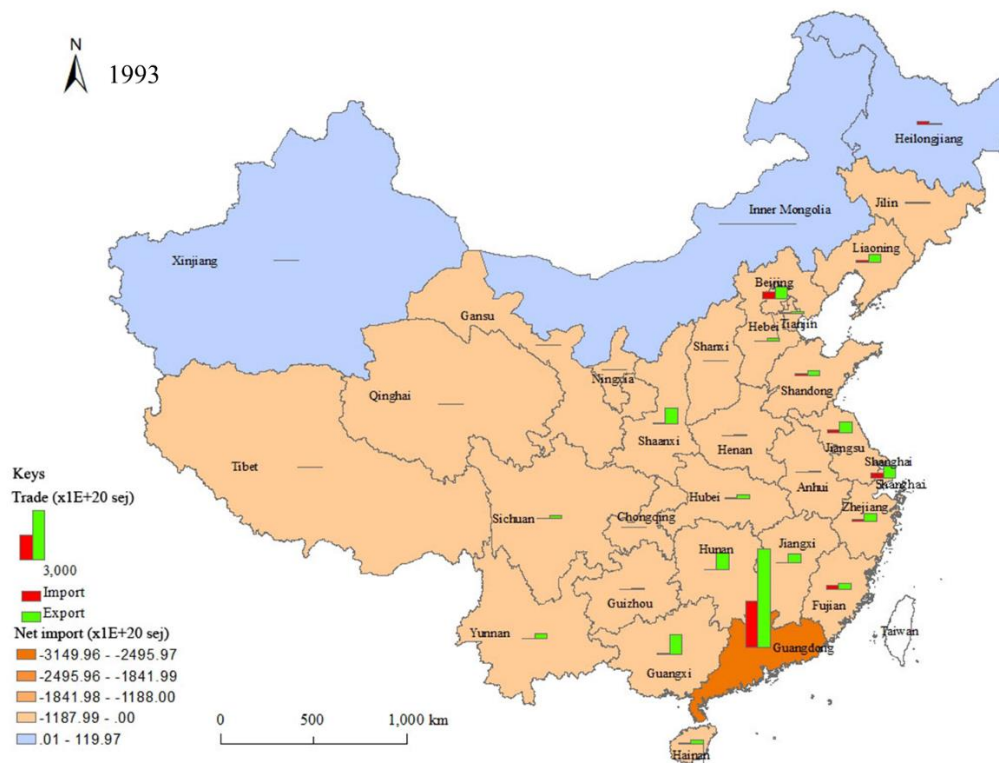 N
1993
Heilongjiang
Jilin
Inner Mongolia
Liaoning
Xinjiang
Beijing
Gansu
Tianjin
Hebei
Shanxi
Ningxia
Shandong
Qinghai
Shaanxi
Jiangsu
Henan
Tibet
Shanghai
Shanghai
Anhui
Hubei
Zhejiang
Sichuan
Chongqing
Jiangxi
Hunan
Guizhou
Fujian
Yunnan
Taiwan
Guangdong
Guangxi
Hainan
Keys
Trade (x1E+20 sej)
3,000
Import
Export
Net import (x1E+20 sej)
-3149.96 - -2495.97
-2495.96 - -1841.99
-1841.98 - -1188.00
-1187.99 - .00
.01 - 119.97
0 500 1,000 km